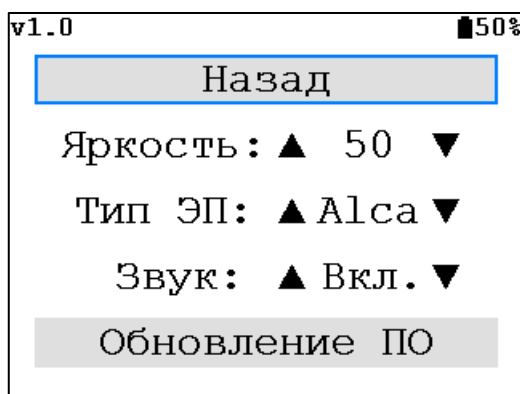 v1.0 50%
Назад
Яркость: ▲ 50 ▼
Тип ЭП: ▲ Alca ▼
Звук: ▲ Вкл. ▼
Обновление ПО